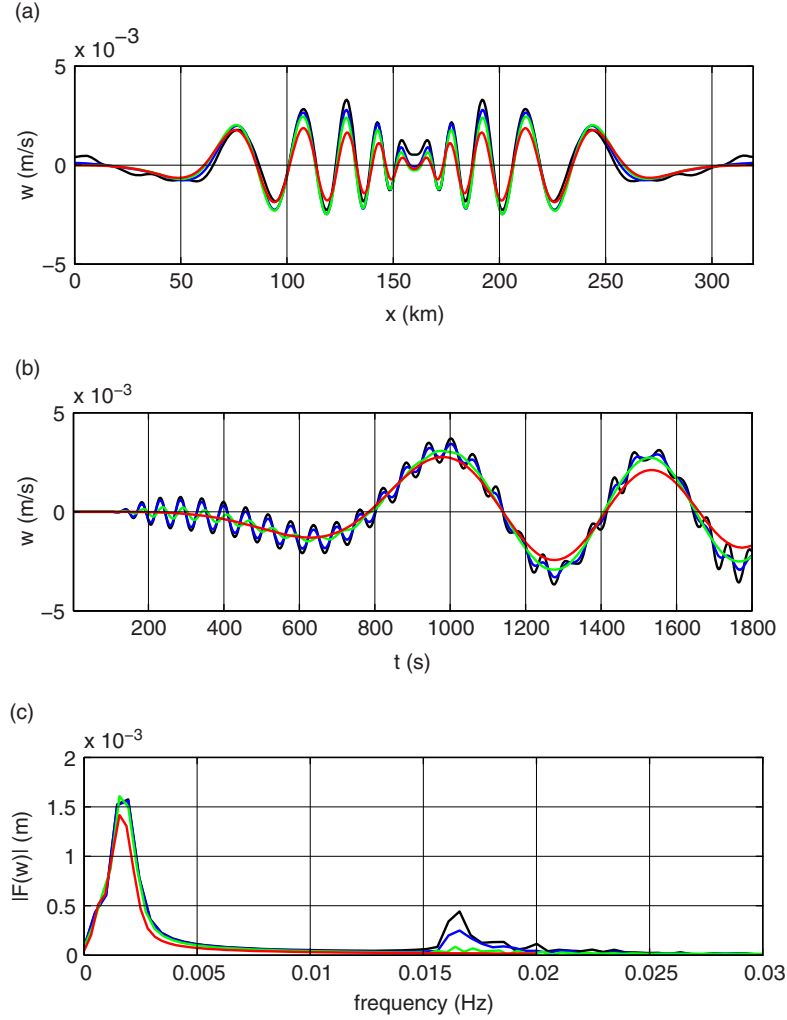 (a)
x 10⁻³
5
0
−5
w (m/s)
0 50 100 150 200 250 300
x (km)
(b)
x 10⁻³
5
0
−5
w (m/s)
200 400 600 800 1000 1200 1400 1600 1800
t (s)
(c)
x 10⁻³
2
1.5
1
0.5
0
|F(w)| (m)
0 0.005 0.01 0.015 0.02 0.025 0.03
frequency (Hz)